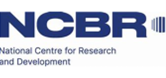 NCBR
National Centre for Research
and Development